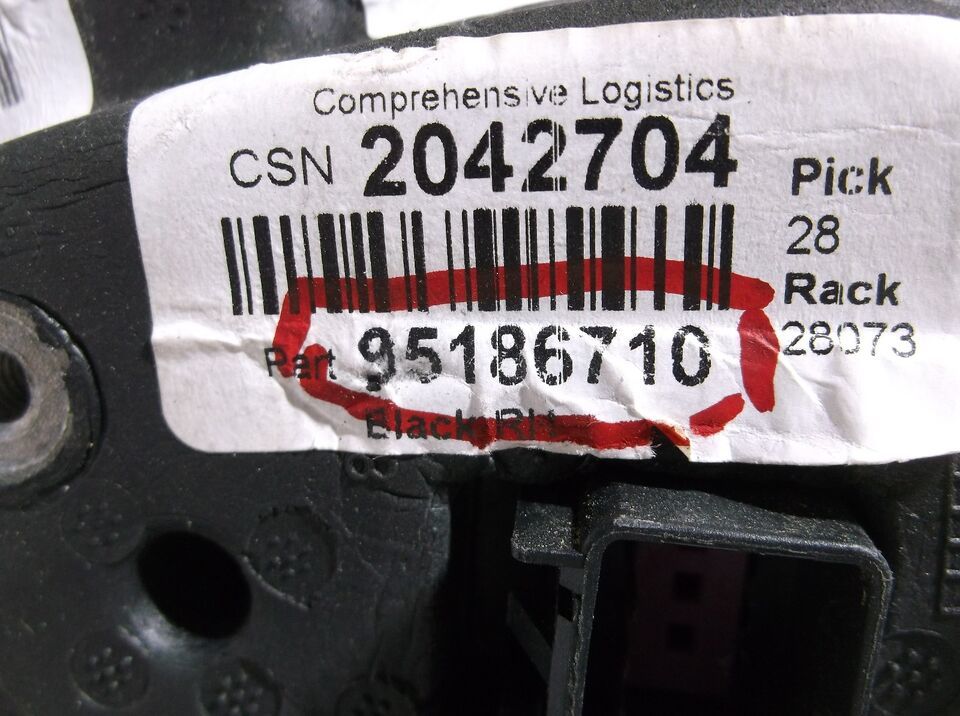 Comprehensive Logistics
CSN 2042704
Pick
28
Rack
28073
Part 95186710
Black RH